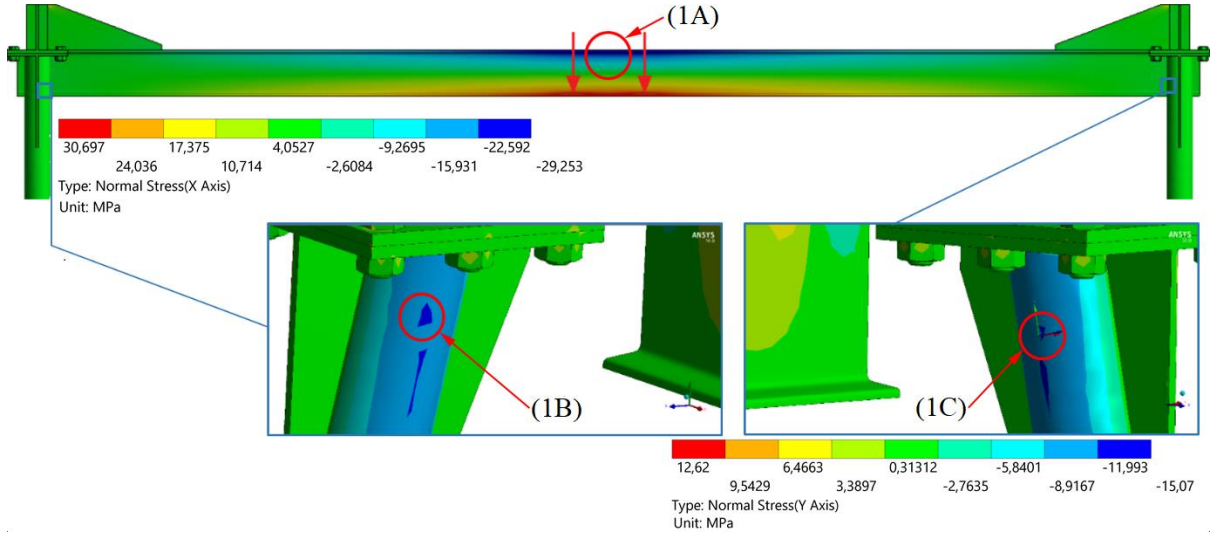 (1A)
30,697 17,375 4,0527 -9,2695 -22,592
24,036 10,714 -2,6084 -15,931 -29,253
Type: Normal Stress(X Axis)
Unit: MPa
ANSYS
ANSYS
(1B)
(1C)
12,62 6,4663 0,31312 -5,8401 -11,993
9,5429 3,3897 -2,7635 -8,9167 -15,07
Type: Normal Stress(Y Axis)
Unit: MPa